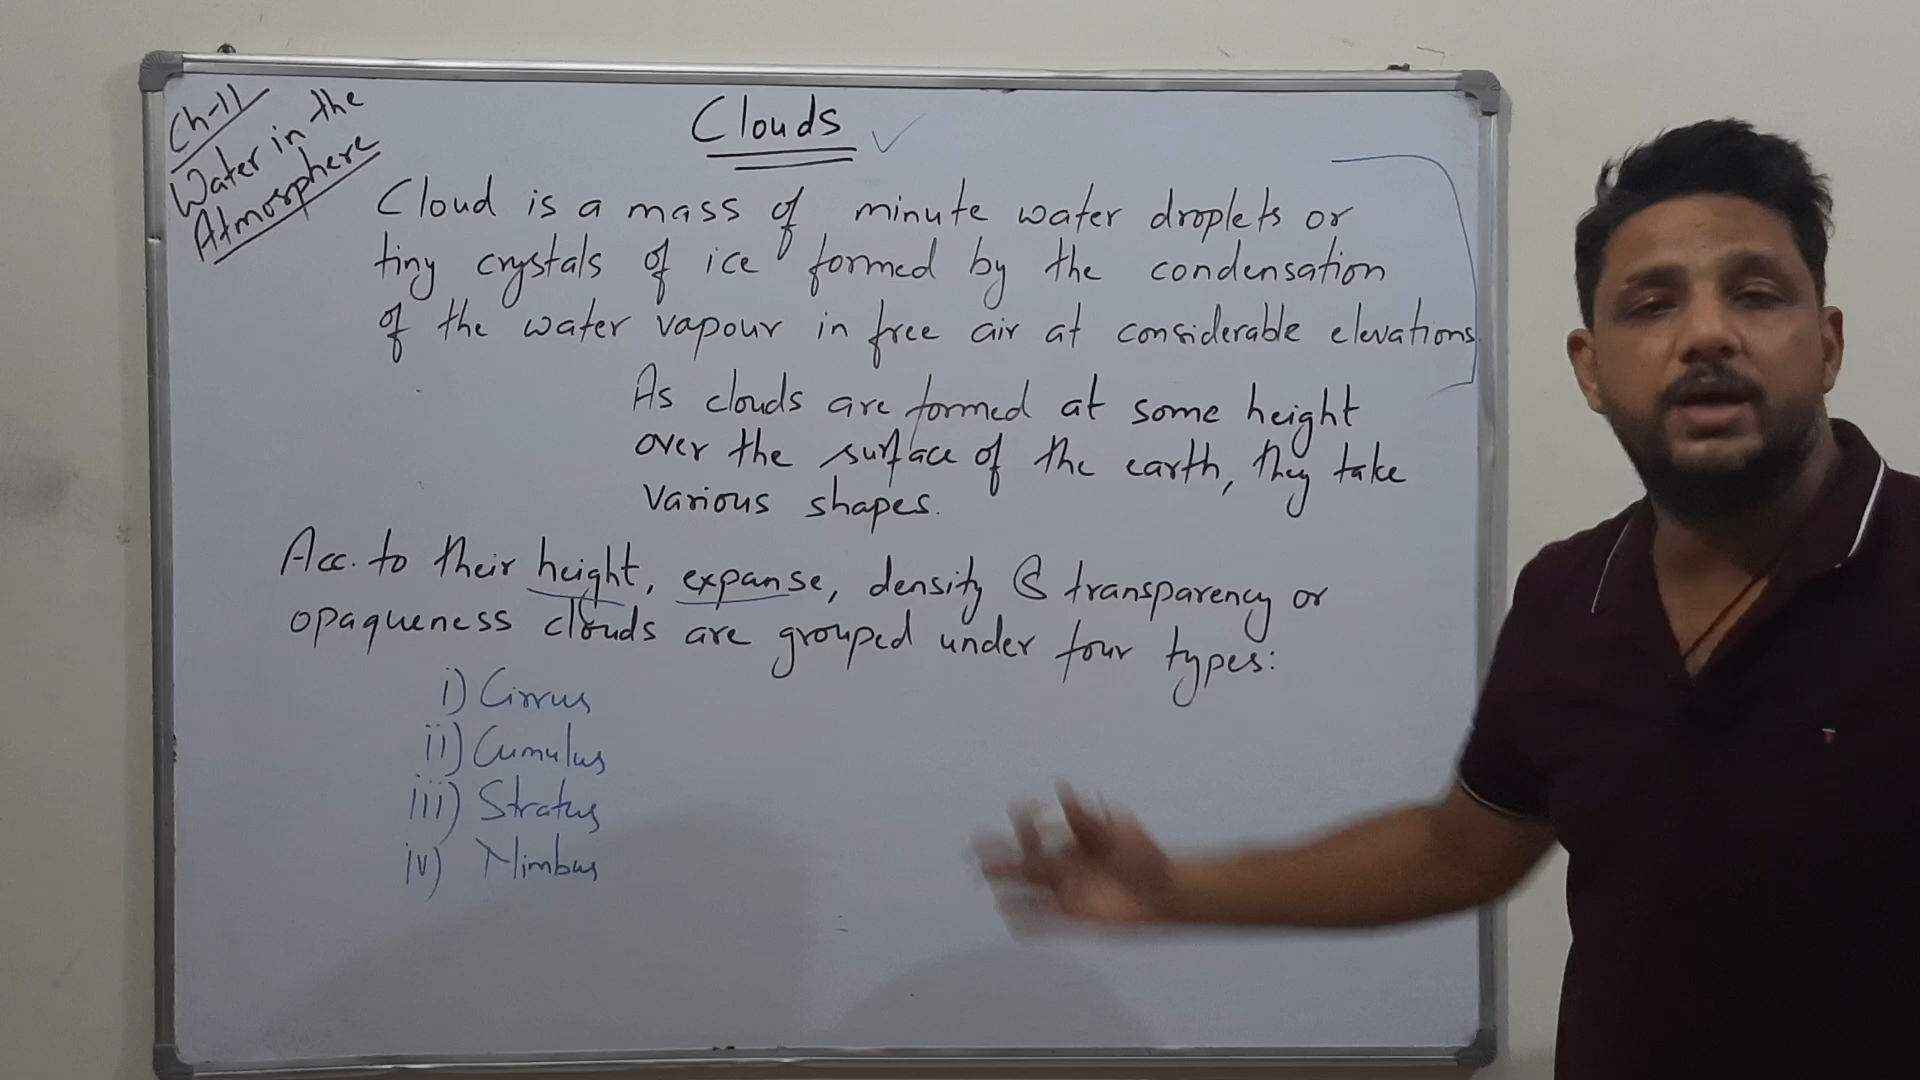 Ch-11
Water in the
Atmosphere
Clouds
Cloud is a mass of minute water droplets or
tiny crystals of ice formed by the condensation
of the water vapour in free air at considerable elevations.
As clouds are formed at some height
over the surface of the earth, they take
various shapes.
Acc. to their height, expanse, density & transparency or
opaqueness clouds are grouped under four types:
i) Cirrus
ii) Cumulus
iii) Stratus
iv) Nimbus